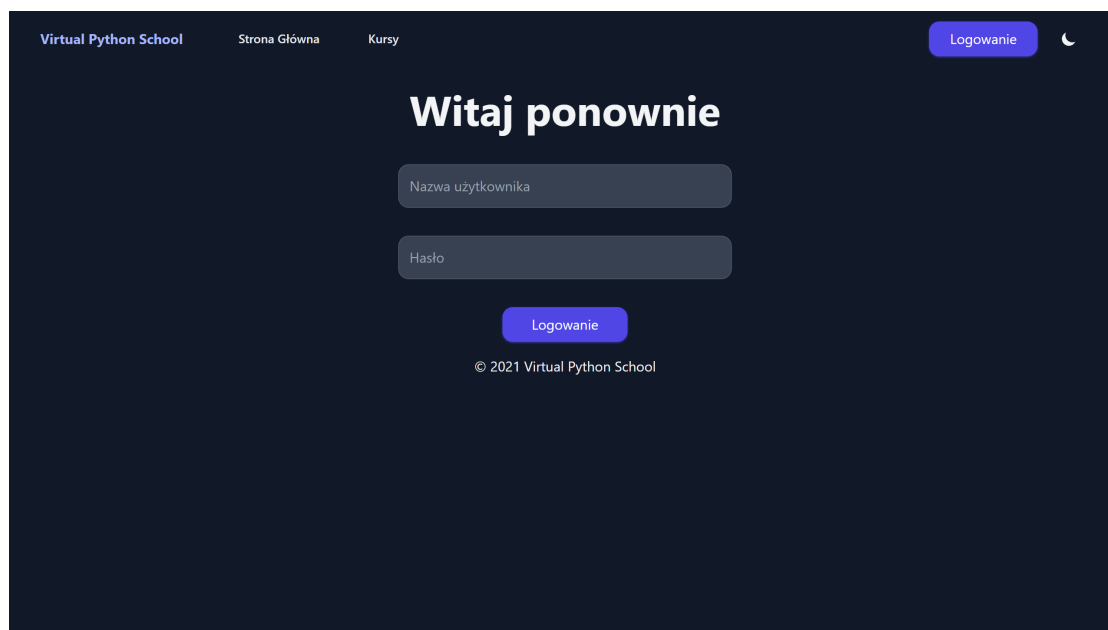 Virtual Python School Strona Główna Kursy Logowanie
Witaj ponownie
Nazwa użytkownika
Hasło
Logowanie
© 2021 Virtual Python School